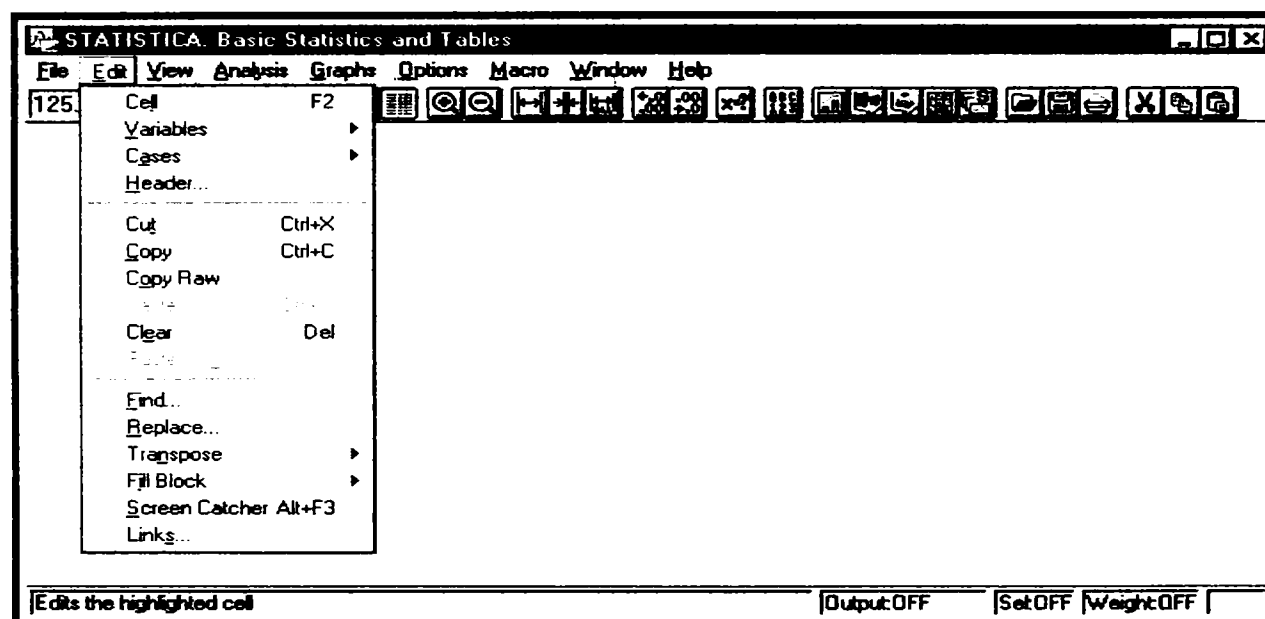 STATISTICA. Basic Statistics and Tables
File Edit View Analysis Graphs Options Macro Window Help
125.
Cell F2
Variables
Cases
Header...
Cut Ctrl+X
Copy Ctrl+C
Copy Raw
Clear Del
Find...
Replace...
Transpose
Fill Block
Screen Catcher Alt+F3
Links...
Edits the highlighted cell Output:OFF Sel:OFF Weight:OFF